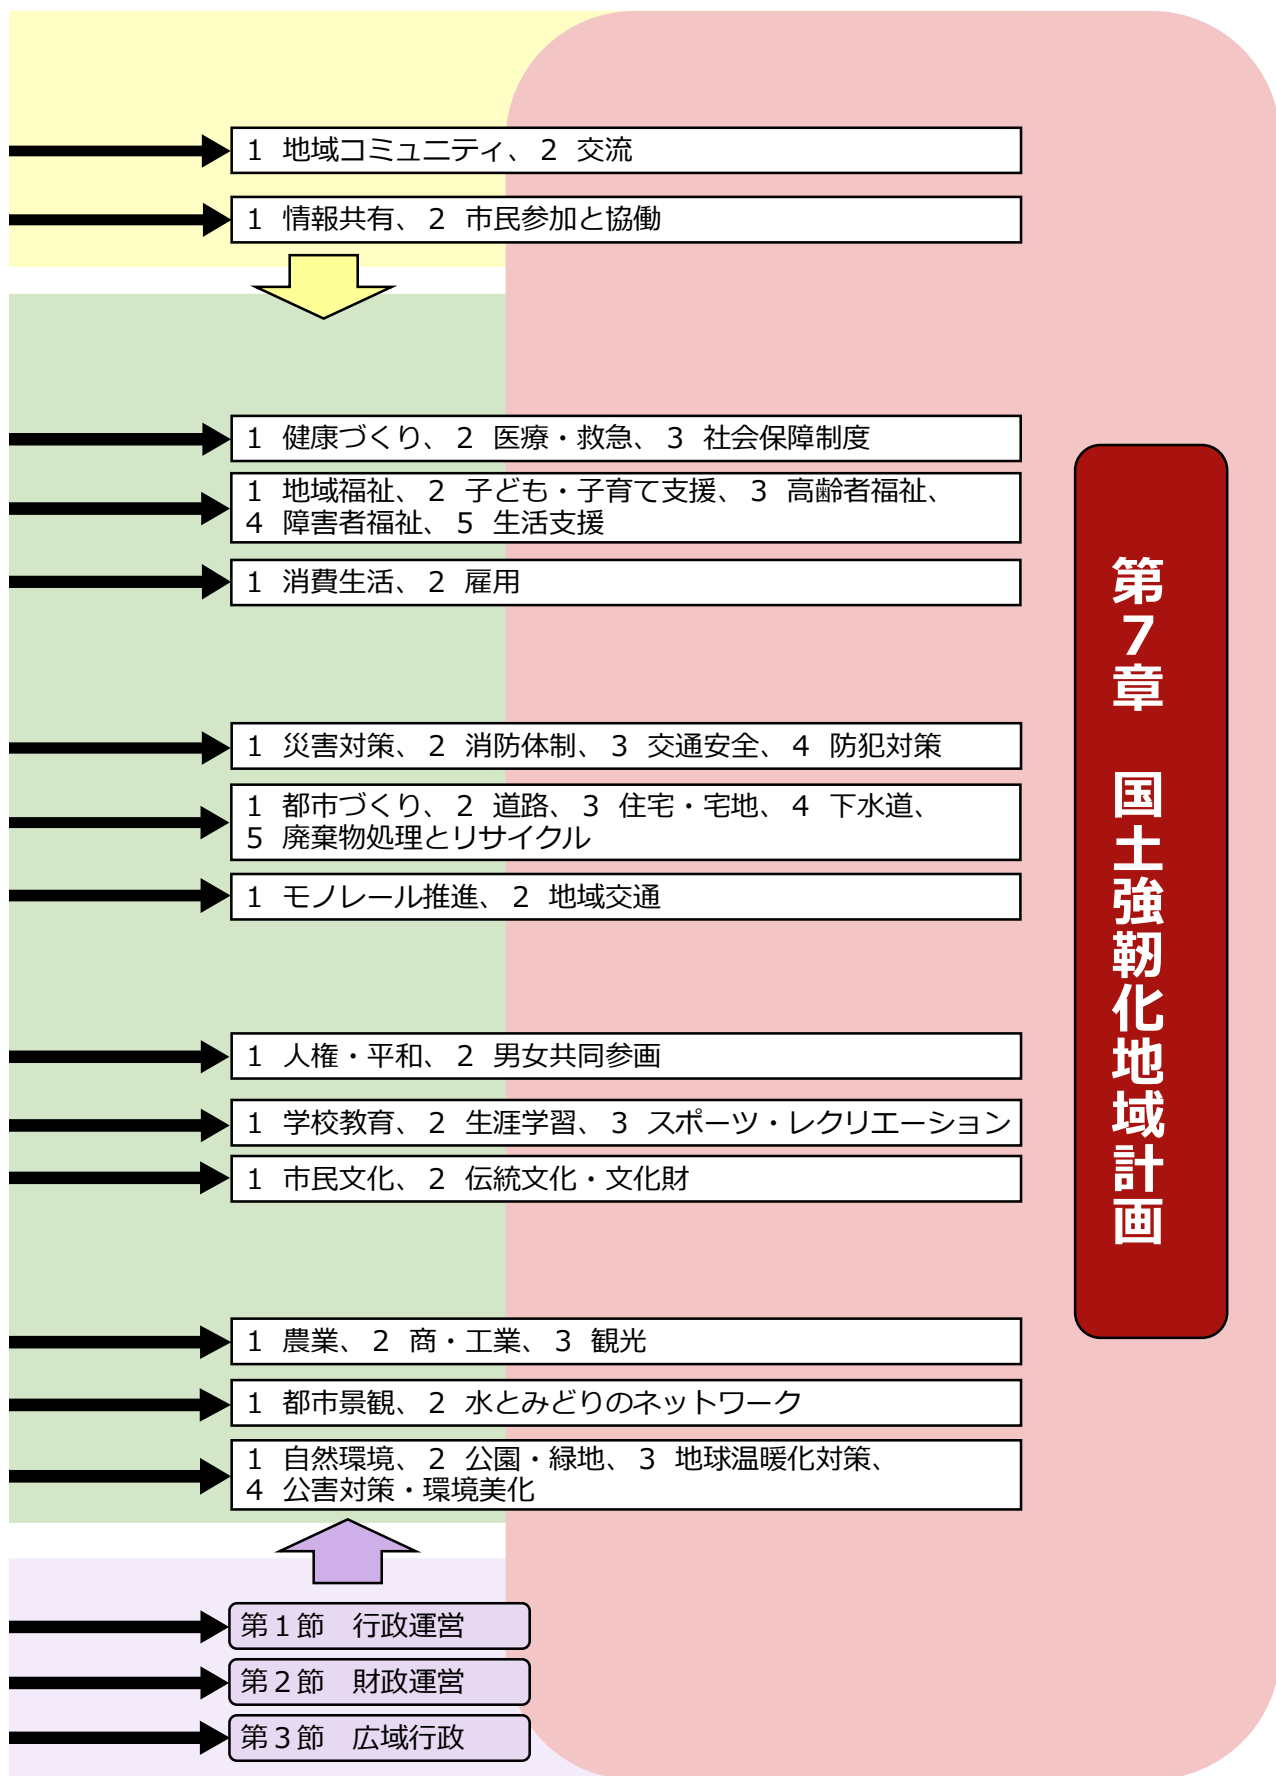 1 地域コミュニティ、2 交流
1 情報共有、2 市民参加と協働
1 健康づくり、2 医療・救急、3 社会保障制度
1 地域福祉、2 子ども・子育て支援、3 高齢者福祉、
4 障害者福祉、5 生活支援
1 消費生活、2 雇用
1 災害対策、2 消防体制、3 交通安全、4 防犯対策
1 都市づくり、2 道路、3 住宅・宅地、4 下水道、
5 廃棄物処理とリサイクル
1 モノレール推進、2 地域交通
1 人権・平和、2 男女共同参画
1 学校教育、2 生涯学習、3 スポーツ・レクリエーション
1 市民文化、2 伝統文化・文化財
1 農業、2 商・工業、3 観光
1 都市景観、2 水とみどりのネットワーク
1 自然環境、2 公園・緑地、3 地球温暖化対策、
4 公害対策・環境美化
第1節 行政運営
第2節 財政運営
第3節 広域行政
第7章 国土強靭化地域計画